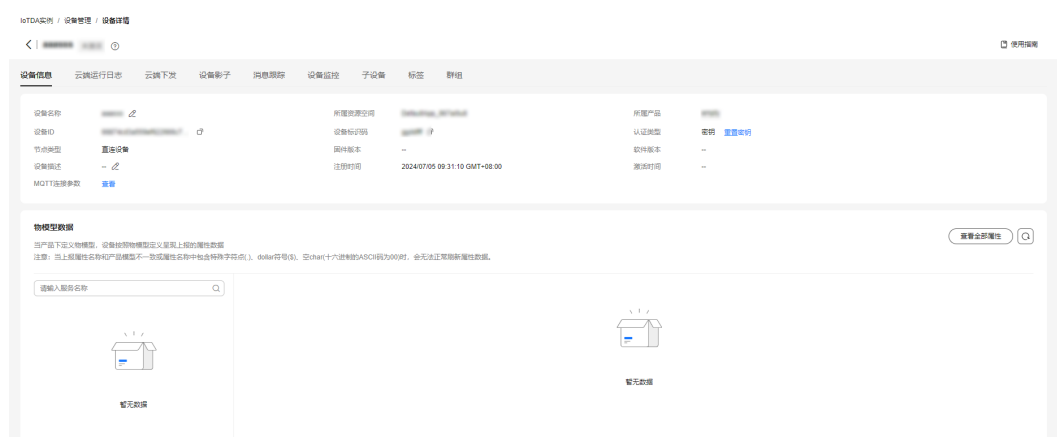 IoTDA实例 / 设备管理 / 设备详情
使用指南
设备信息 云端运行日志 云端下发 设备影子 消息跟踪 设备监控 子设备 标签 群组
设备名称 所属资源空间 所属产品
设备ID 设备标识码 认证类型 密钥 重置密钥
节点类型 直连设备 固件版本 -- 软件版本 --
设备描述 -- 注册时间 2024/07/05 09:31:10 GMT+08:00 激活时间 --
MQTT连接参数 查看
物模型数据
当产品下定义物模型，设备按照物模型定义呈现上报的属性数据
查看全部属性
注意：当上报属性名称和产品模型不一致或属性名称中包含特殊字符点(.)、dollar符号($)、空char(十六进制的ASCII码为00)时，会无法正常刷新属性数据。
请输入服务名称
暂无数据
暂无数据